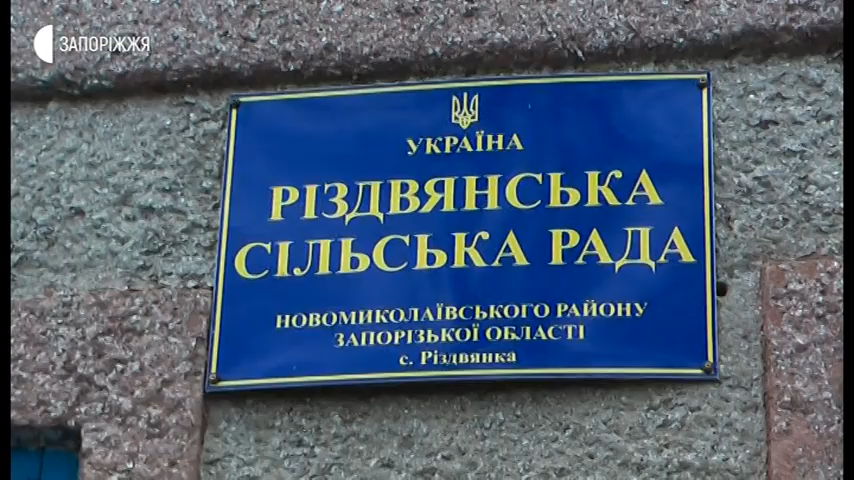 ЗАПОРІЖЖЯ
УКРАЇНА
РІЗДВЯНСЬКА
СІЛЬСЬКА РАДА
НОВОМИКОЛАЇВСЬКОГО РАЙОНУ
ЗАПОРІЗЬКОЇ ОБЛАСТІ
с. Різдвянка